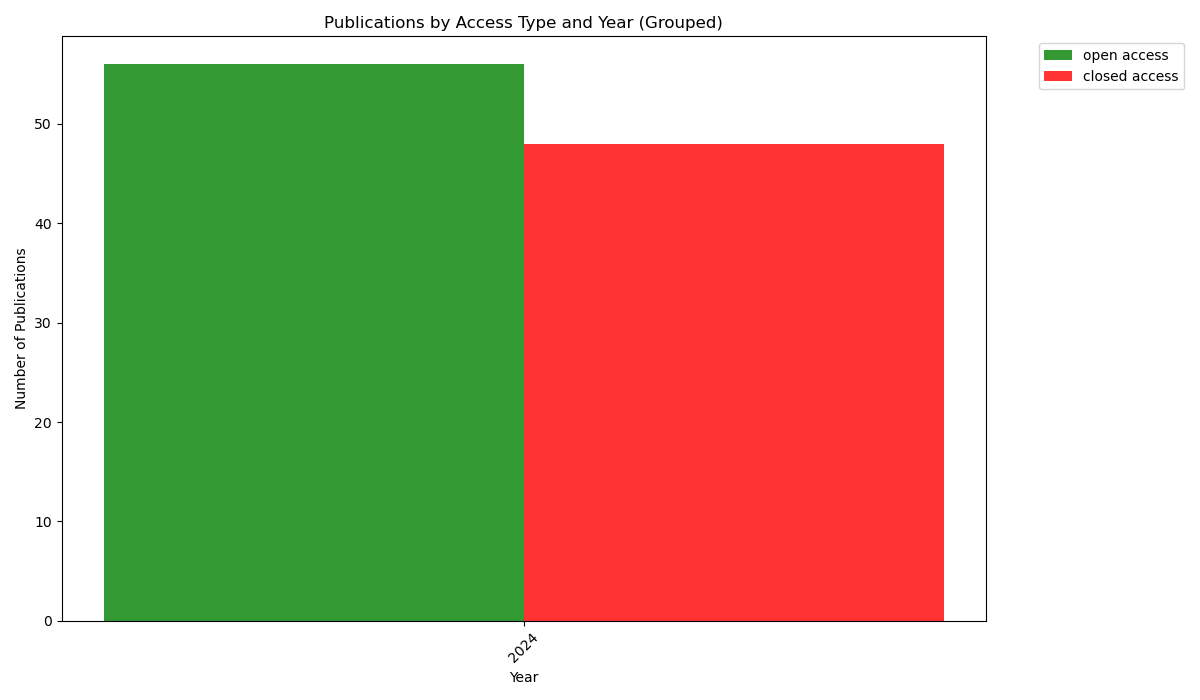 Publications by Access Type and Year (Grouped)
open access
closed access
Number of Publications
50
40
30
20
10
0
2024
Year